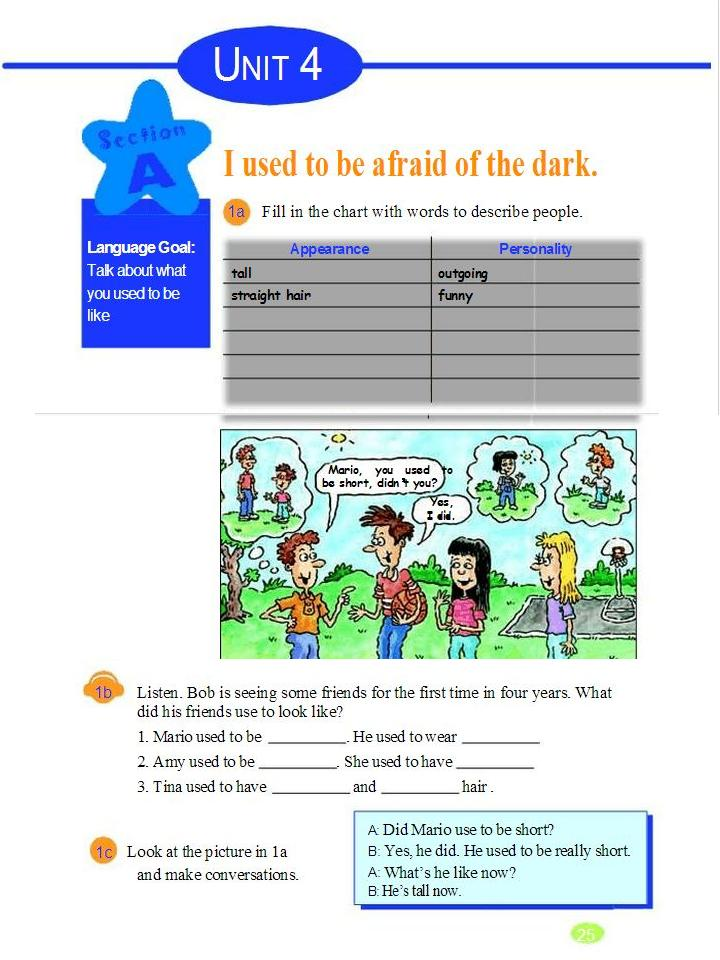 UNIT 4
Section
A
I used to be afraid of the dark.
Language Goal:
Talk about what
you used to be
like
1a Fill in the chart with words to describe people.
Appearance Personality
tall outgoing
straight hair funny
Mario, you used to
be short, didn't you?
Yes,
I did.
1b Listen. Bob is seeing some friends for the first time in four years. What
did his friends use to look like?
1. Mario used to be __________. He used to wear __________
2. Amy used to be __________. She used to have __________
3. Tina used to have __________ and __________ hair .
1c Look at the picture in 1a
and make conversations.
A: Did Mario use to be short?
B: Yes, he did. He used to be really short.
A: What's he like now?
B: He's tall now.
25